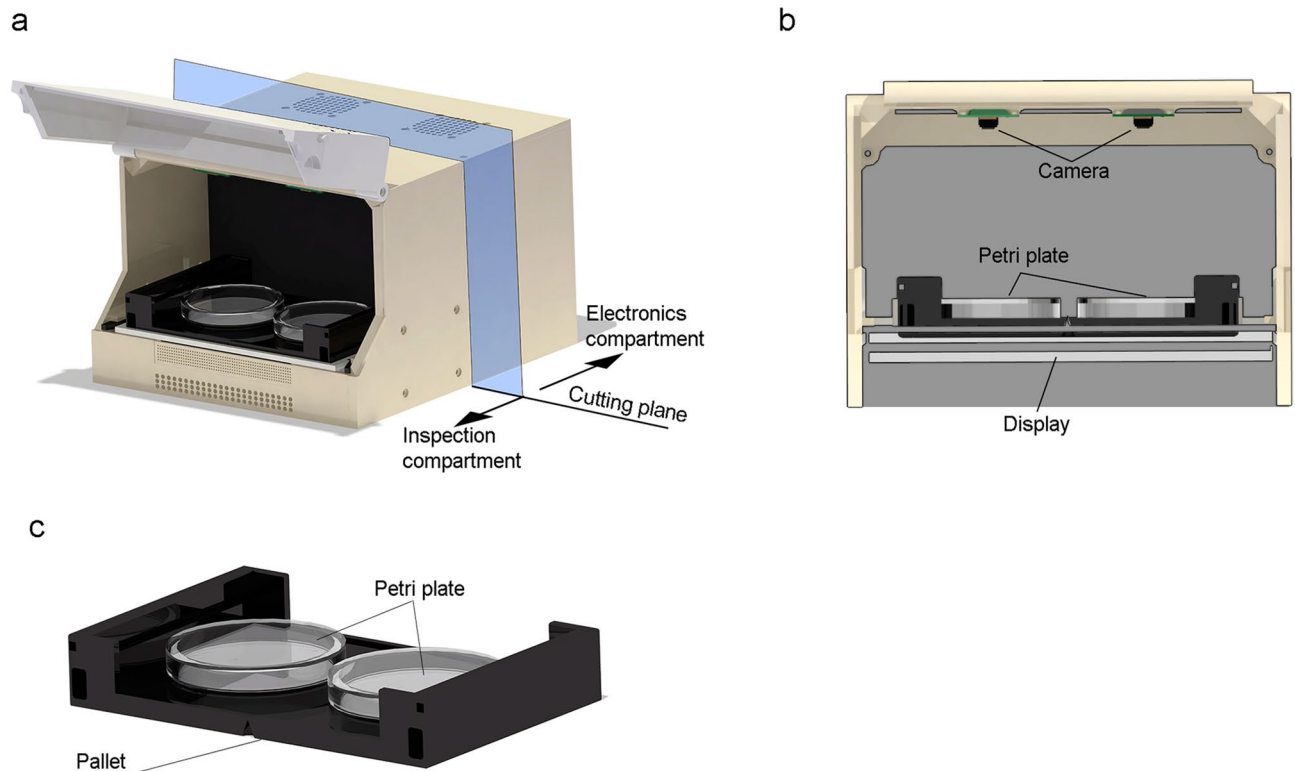 a
b
Camera
Petri plate
Display
Electronics
compartment
Cutting plane
Inspection
compartment
c
Petri plate
Pallet